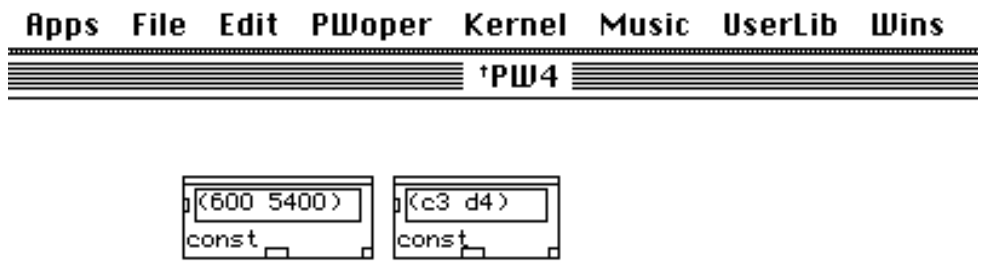 Apps File Edit PWoper Kernel Music UserLib Wins
†PW4
(600 5400) (c3 d4)
const const